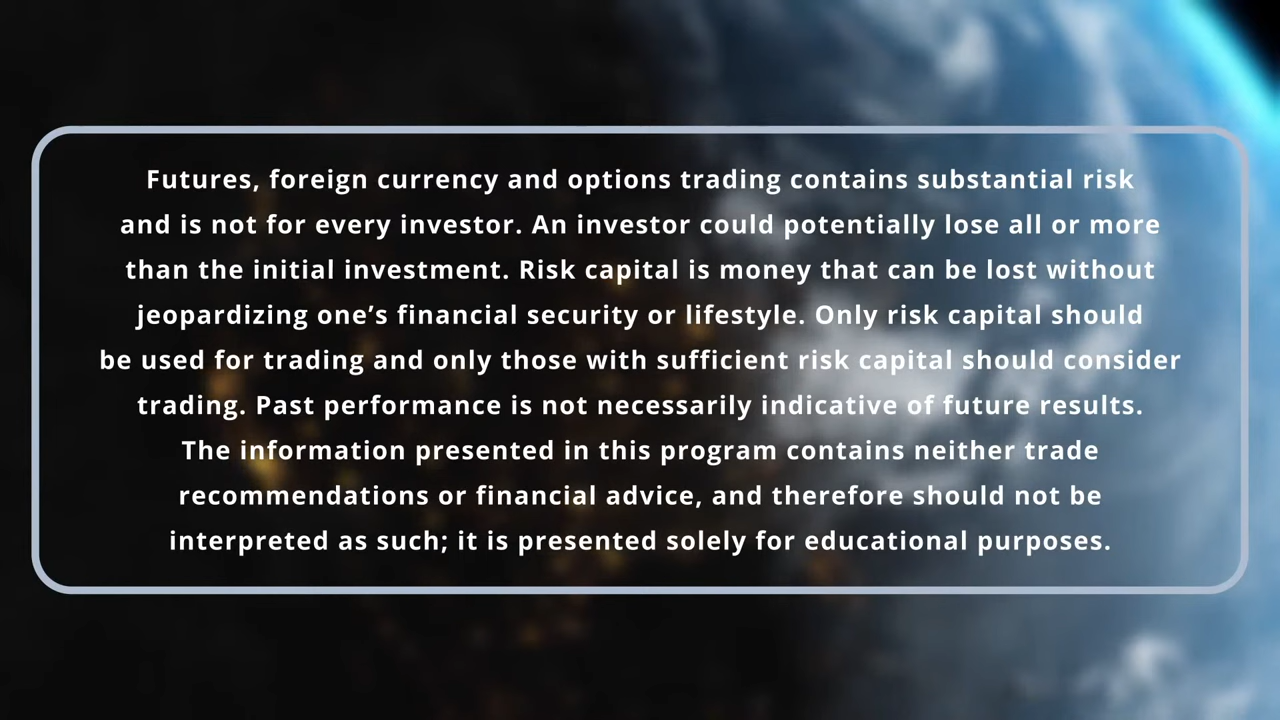 Futures, foreign currency and options trading contains substantial risk
and is not for every investor. An investor could potentially lose all or more
than the initial investment. Risk capital is money that can be lost without
jeopardizing one’s financial security or lifestyle. Only risk capital should
be used for trading and only those with sufficient risk capital should consider
trading. Past performance is not necessarily indicative of future results.
The information presented in this program contains neither trade
recommendations or financial advice, and therefore should not be
interpreted as such; it is presented solely for educational purposes.